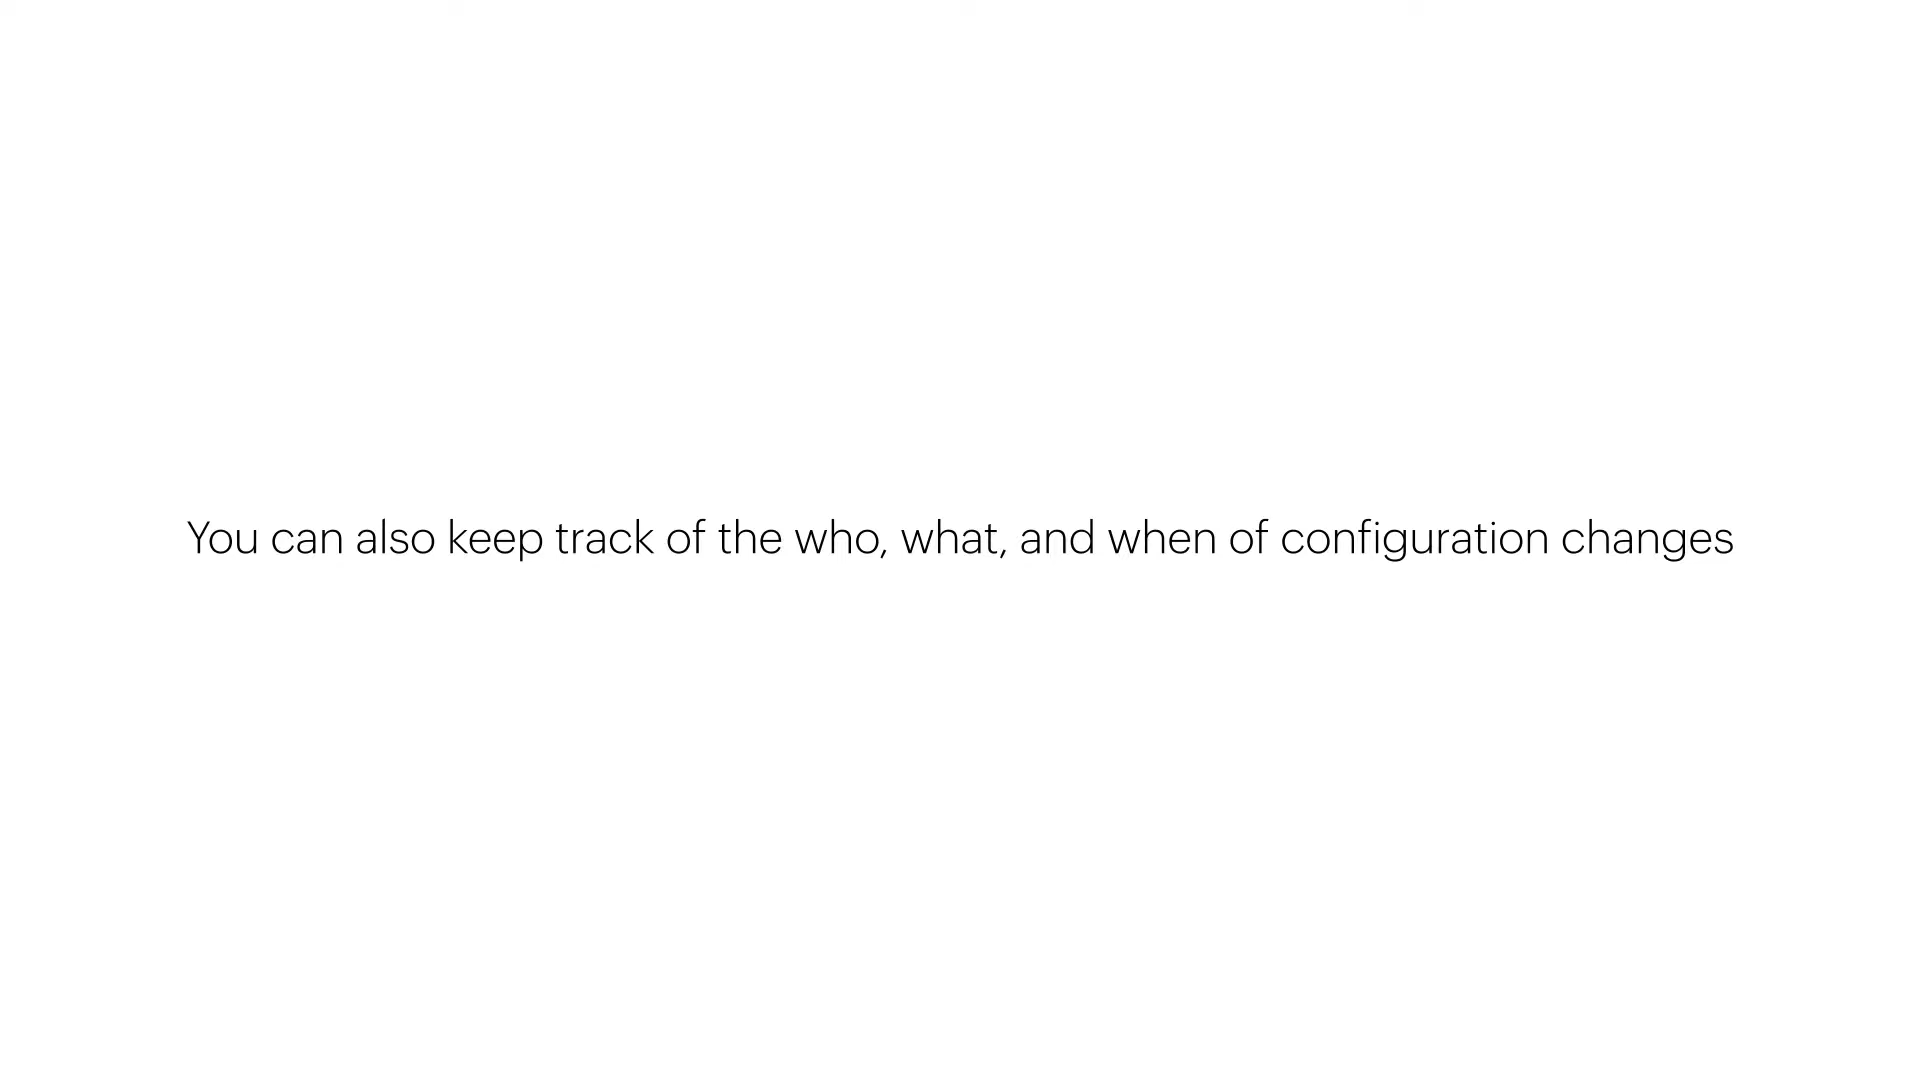 You can also keep track of the who, what, and when of configuration changes